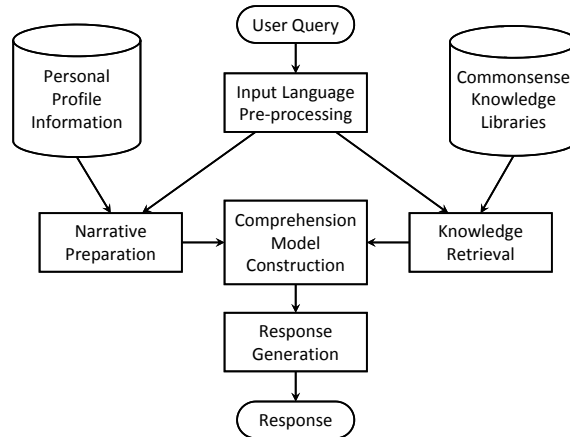 User Query
Personal
Profile
Information
Input Language
Pre-processing
Commonsense
Knowledge
Libraries
Narrative
Preparation
Comprehension
Model
Construction
Knowledge
Retrieval
Response
Generation
Response